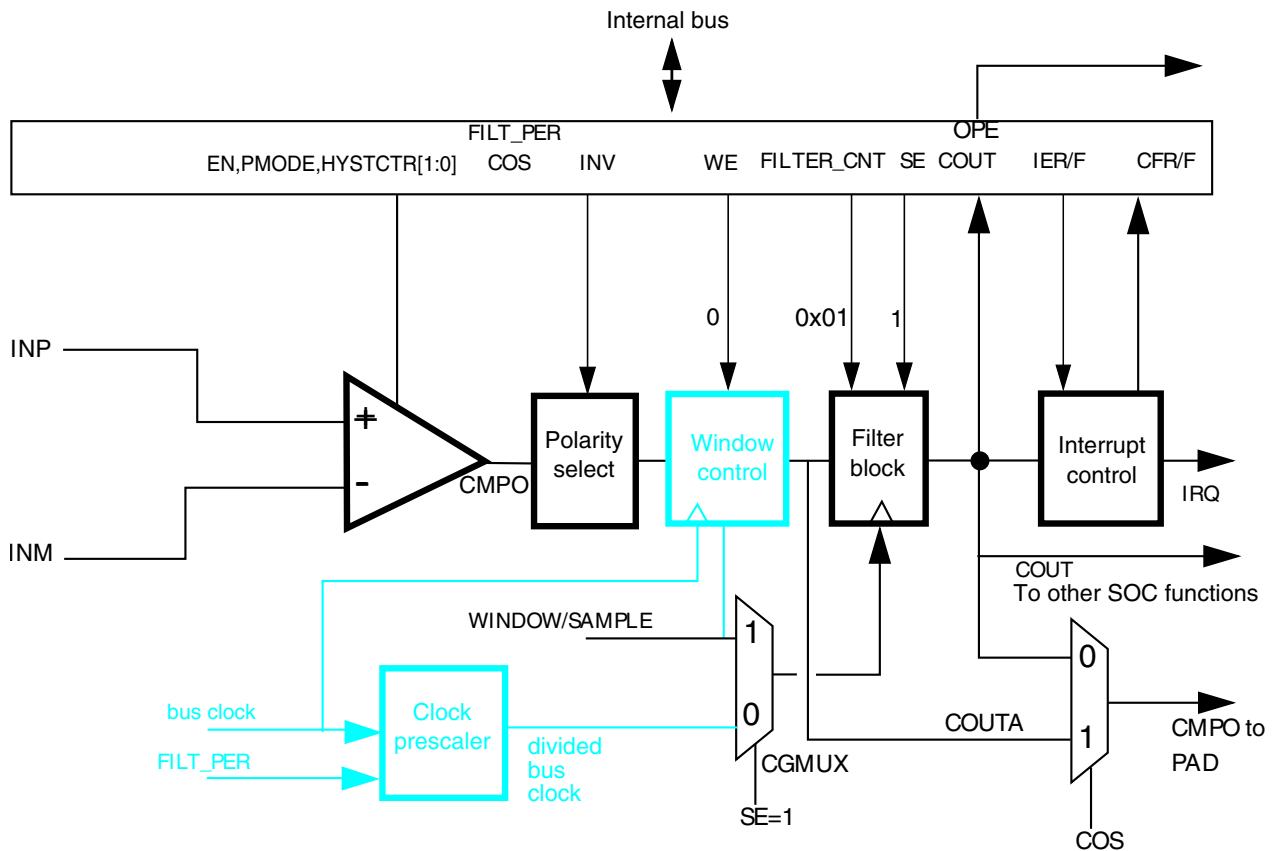 Internal bus
FILT_PER
OPE
EN,PMODE,HYSTCTR[1:0]
COS
INV
WE
FILTER_CNT
SE
COUT
IER/F
CFR/F
0
0x01
1
INP
+
-
INM
CMPO
Polarity
select
Window
control
Filter
block
Interrupt
control
IRQ
COUT
To other SOC functions
WINDOW/SAMPLE
1
0
CGMUX
SE=1
bus clock
FILT_PER
Clock
prescaler
divided
bus
clock
COUTA
0
1
COS
CMPO to
PAD